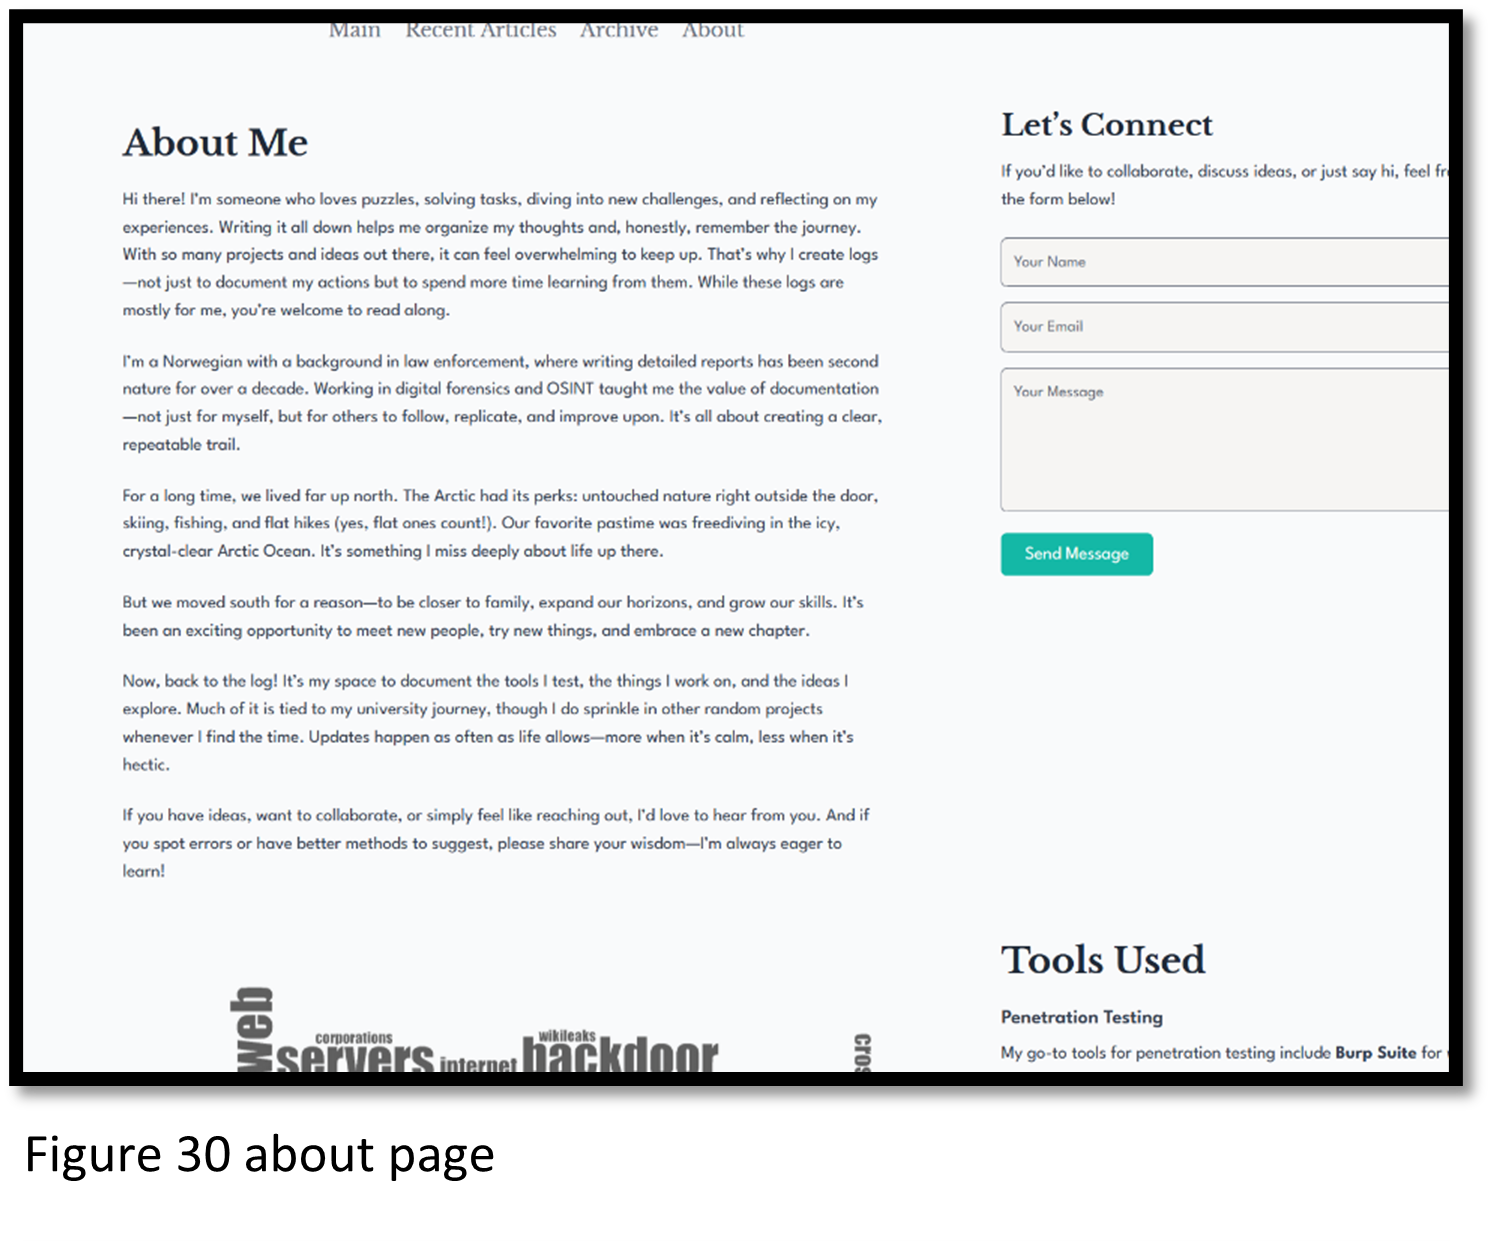 Main Recent Articles Archive About
About Me
Hi there! I'm someone who loves puzzles, solving tasks, diving into new challenges, and reflecting on my
experiences. Writing it all down helps me organize my thoughts and, honestly, remember the journey.
With so many projects and ideas out there, it can feel overwhelming to keep up. That's why I create logs
—not just to document my actions but to spend more time learning from them. While these logs are
mostly for me, you're welcome to read along.
I'm a Norwegian with a background in law enforcement, where writing detailed reports has been second
nature for over a decade. Working in digital forensics and OSINT taught me the value of documentation
—not just for myself, but for others to follow, replicate, and improve upon. It's all about creating a clear,
repeatable trail.
For a long time, we lived far up north. The Arctic had its perks: untouched nature right outside the door,
skiing, fishing, and flat hikes (yes, flat ones count!). Our favorite pastime was freediving in the icy,
crystal-clear Arctic Ocean. It's something I miss deeply about life up there.
But we moved south for a reason—to be closer to family, expand our horizons, and grow our skills. It's
been an exciting opportunity to meet new people, try new things, and embrace a new chapter.
Now, back to the log! It's my space to document the tools I test, the things I work on, and the ideas I
explore. Much of it is tied to my university journey, though I do sprinkle in other random projects
whenever I find the time. Updates happen as often as life allows—more when it's calm, less when it's
hectic.
If you have ideas, want to collaborate, or simply feel like reaching out, I'd love to hear from you. And if
you spot errors or have better methods to suggest, please share your wisdom—I'm always eager to
learn!
web
corporations
servers
internet
wikileaks
backdoor
cros
Let's Connect
If you'd like to collaborate, discuss ideas, or just say hi, feel fr
the form below!
Your Name
Your Email
Your Message
Send Message
Tools Used
Penetration Testing
My go-to tools for penetration testing include Burp Suite for
Figure 30 about page